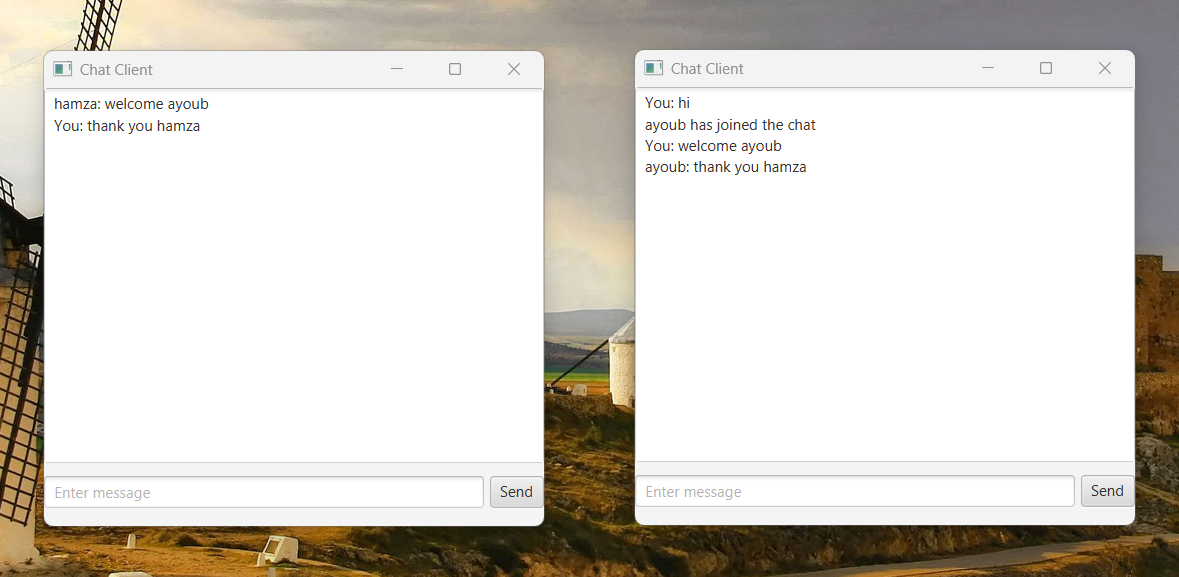 Chat Client
hamza: welcome ayoub
You: thank you hamza
Enter message
Send
Chat Client
You: hi
ayoub has joined the chat
You: welcome ayoub
ayoub: thank you hamza
Enter message
Send